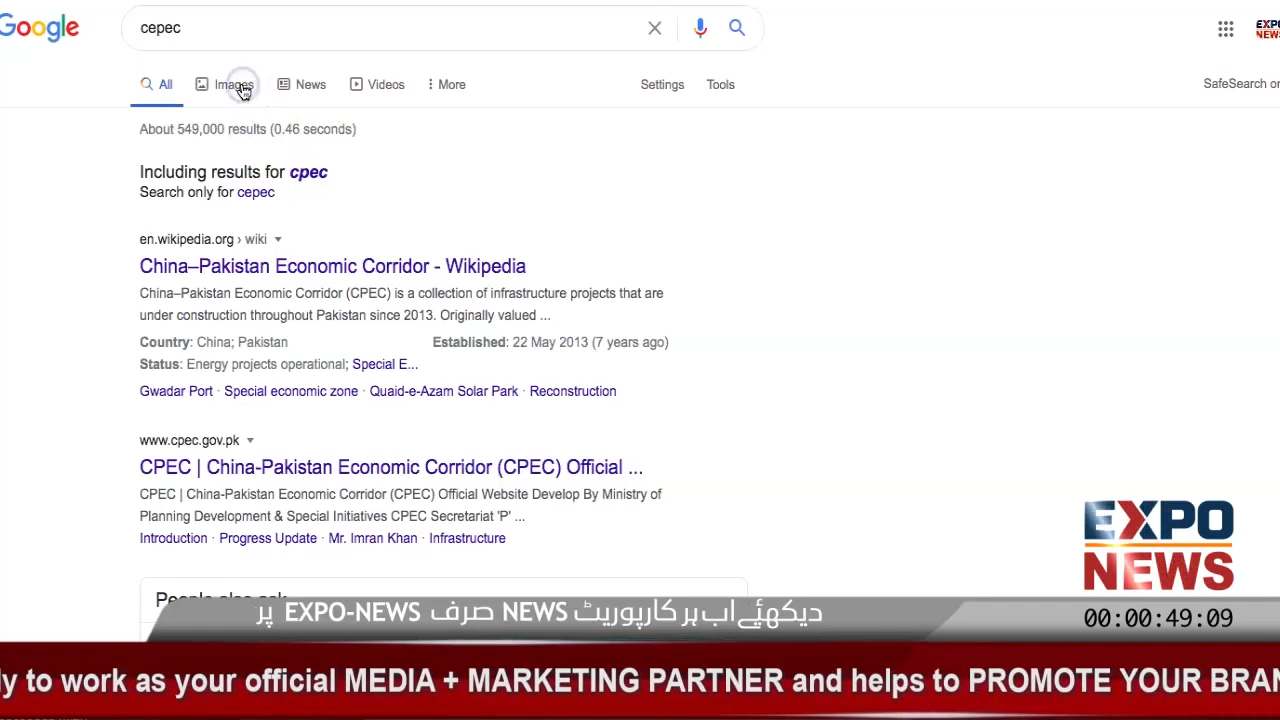 Google
cepec
EXPO
NEWS
All
Images
News
Videos
More
Settings
Tools
SafeSearch on
About 549,000 results (0.46 seconds)
Including results for cpec
Search only for cepec
en.wikipedia.org › wiki
China–Pakistan Economic Corridor - Wikipedia
China–Pakistan Economic Corridor (CPEC) is a collection of infrastructure projects that are
under construction throughout Pakistan since 2013. Originally valued ...
Country: China; Pakistan
Established: 22 May 2013 (7 years ago)
Status: Energy projects operational; Special E...
Gwadar Port · Special economic zone · Quaid-e-Azam Solar Park · Reconstruction
www.cpec.gov.pk
CPEC | China-Pakistan Economic Corridor (CPEC) Official ...
CPEC | China-Pakistan Economic Corridor (CPEC) Official Website Develop By Ministry of
Planning Development & Special Initiatives CPEC Secretariat 'P' ...
Introduction · Progress Update · Mr. Imran Khan · Infrastructure
People also ask
EXPO
NEWS
00:00:49:09
دیکھئے اب ہر کارپوریٹ NEWS صرف EXPO-NEWS پر
ly to work as your official MEDIA + MARKETING PARTNER and helps to PROMOTE YOUR BRAN